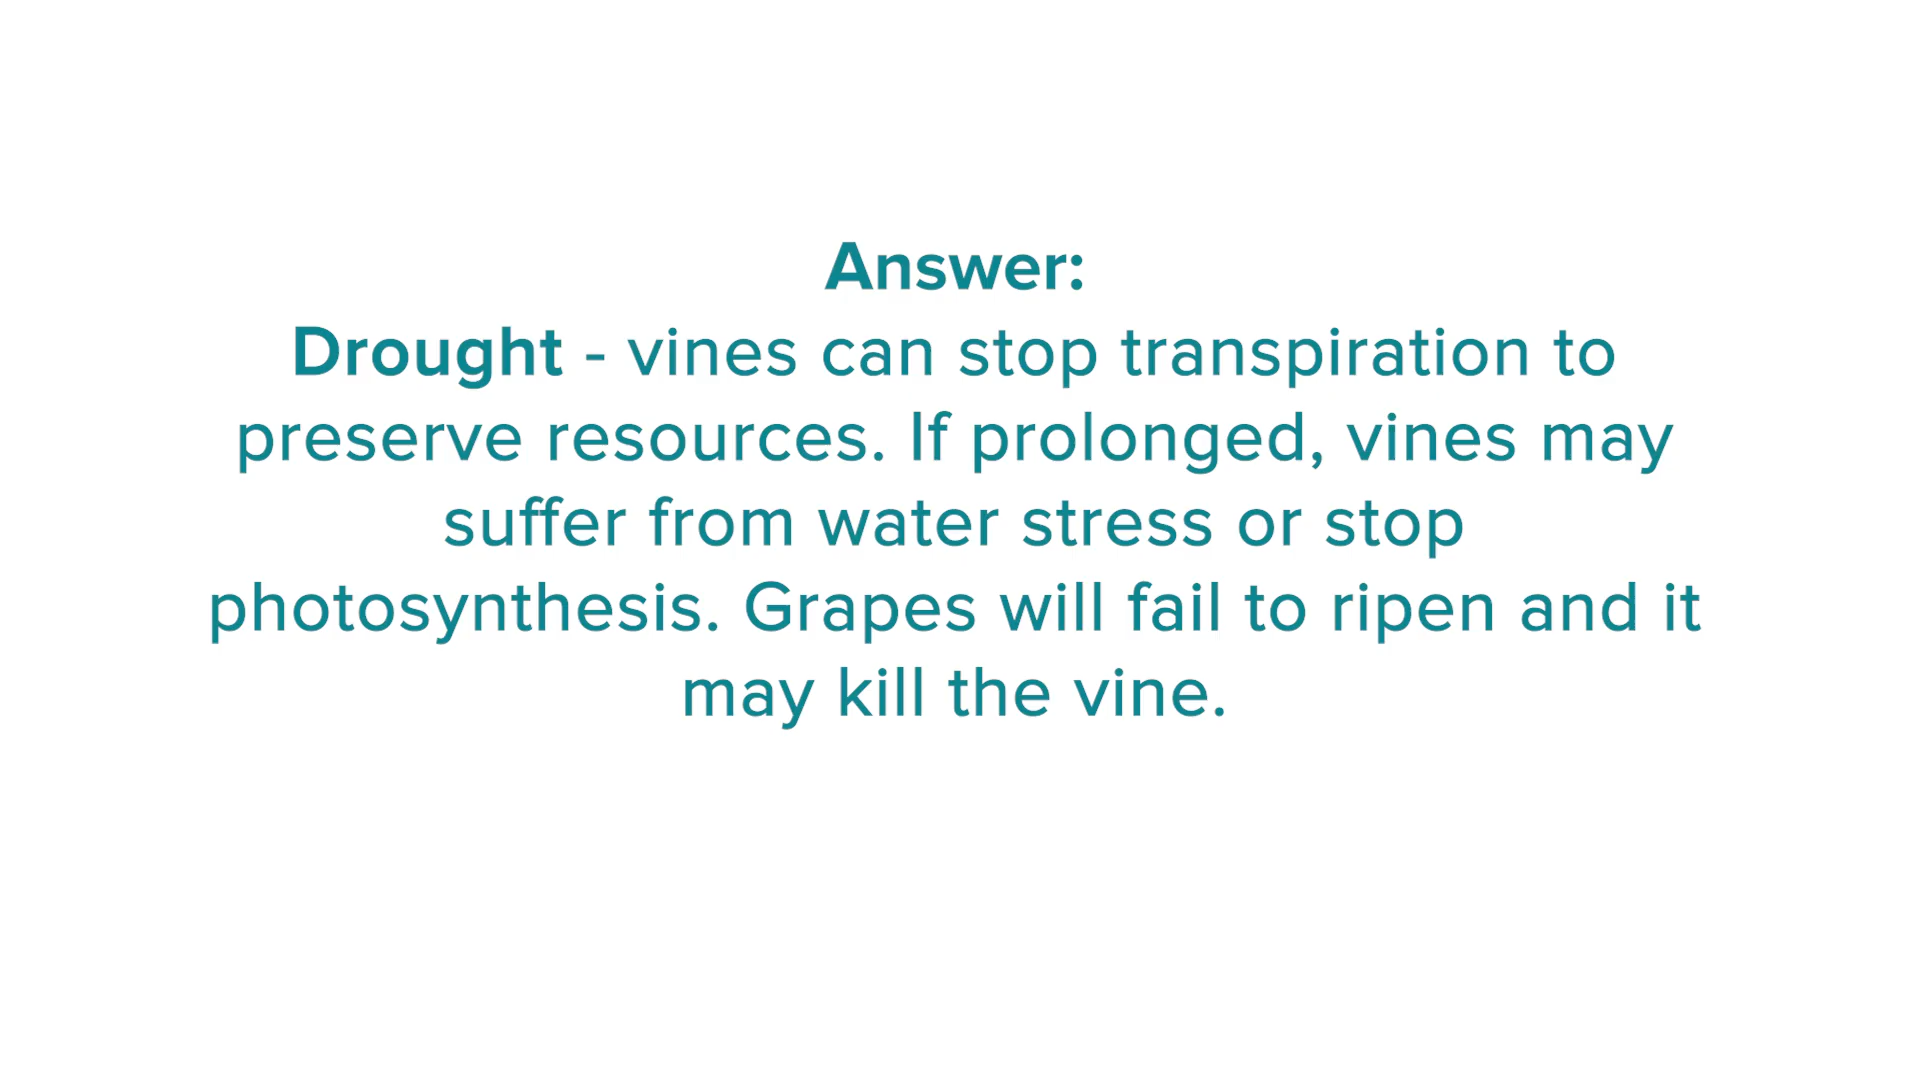 Answer:
Drought - vines can stop transpiration to
preserve resources. If prolonged, vines may
suffer from water stress or stop
photosynthesis. Grapes will fail to ripen and it
may kill the vine.